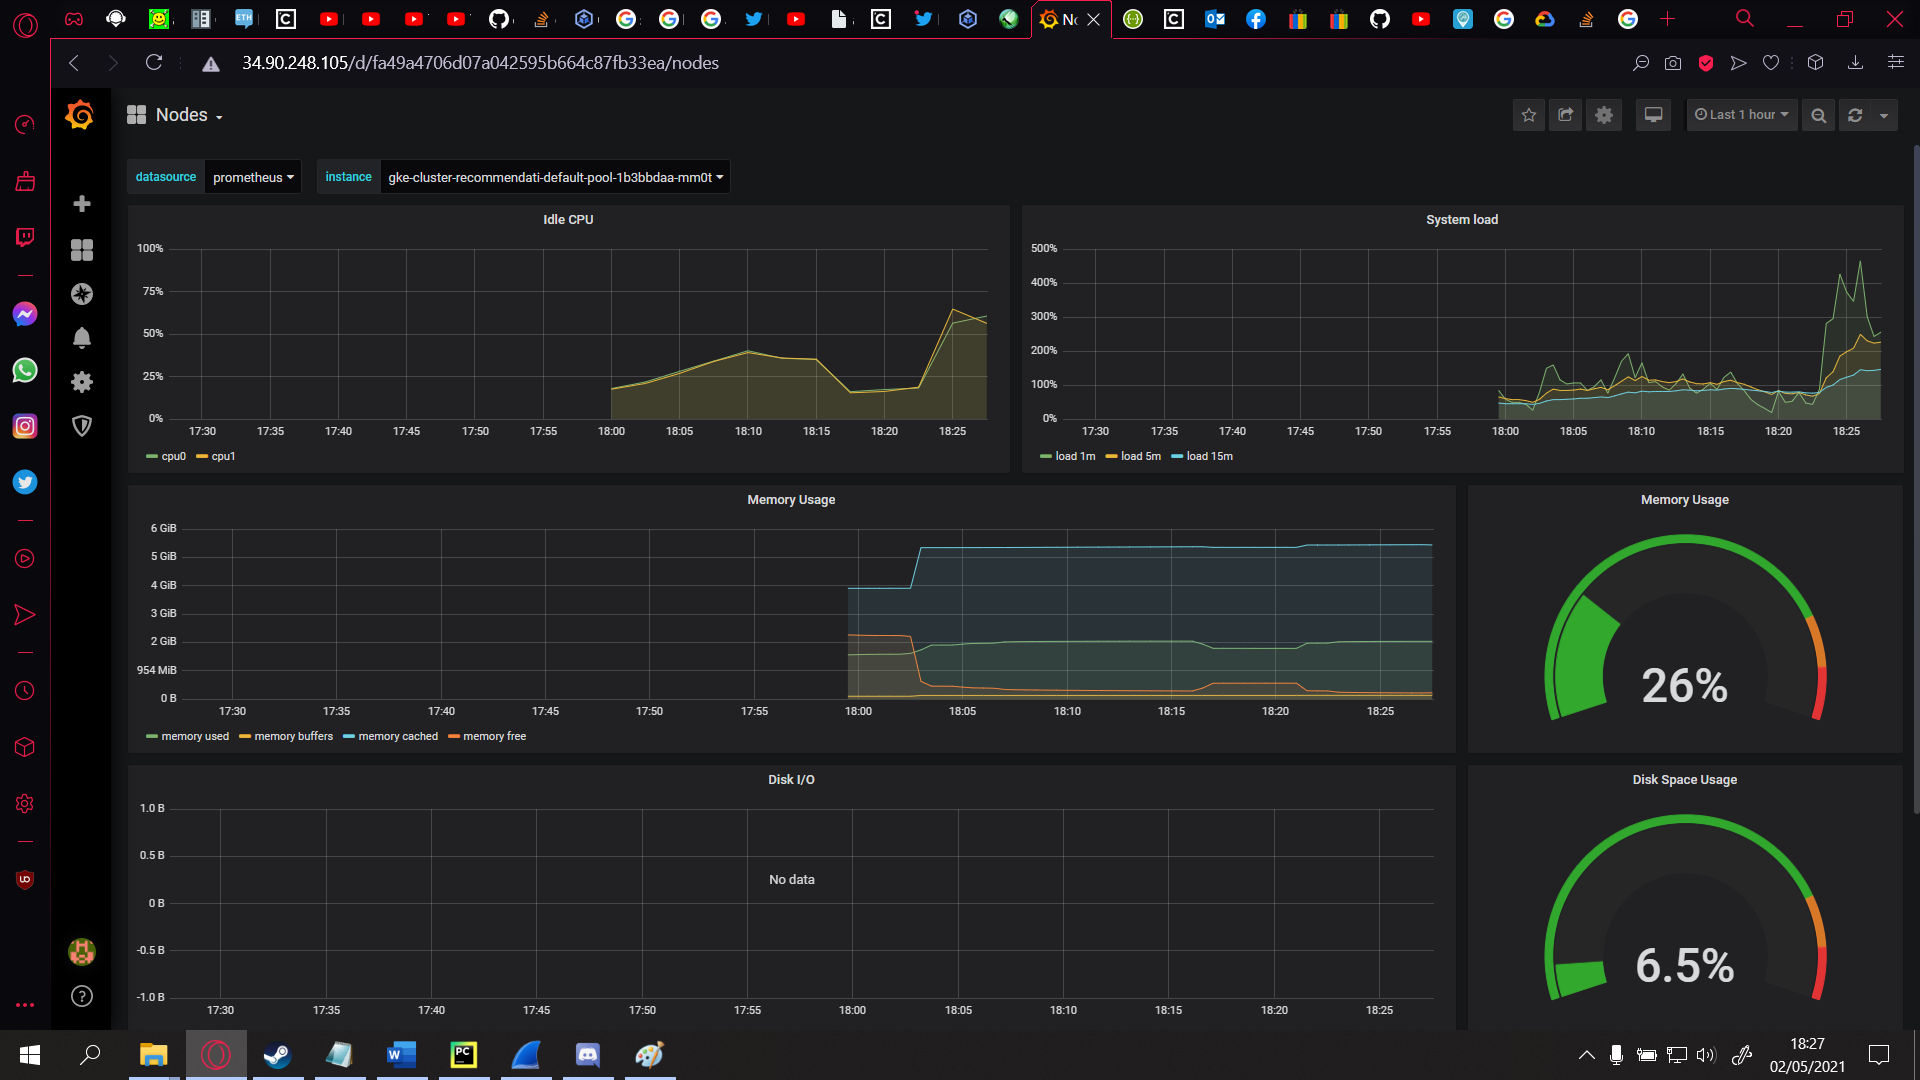 ETH
C
C
C
No
34.90.248.105/d/fa49a4706d07a042595b664c87fb33ea/nodes
Nodes
Last 1 hour
datasource prometheus instance gke-cluster-recommendati-default-pool-1b3bbdaa-mm0t
Idle CPU
100%
75%
50%
25%
0%
17:30 17:35 17:40 17:45 17:50 17:55 18:00 18:05 18:10 18:15 18:20 18:25
cpu0 cpu1
System load
500%
400%
300%
200%
100%
0%
17:30 17:35 17:40 17:45 17:50 17:55 18:00 18:05 18:10 18:15 18:20 18:25
load 1m load 5m load 15m
Memory Usage
6 GiB
5 GiB
4 GiB
3 GiB
2 GiB
954 MiB
0 B
17:30 17:35 17:40 17:45 17:50 17:55 18:00 18:05 18:10 18:15 18:20 18:25
memory used memory buffers memory cached memory free
Memory Usage
26%
Disk I/O
1.0 B
0.5 B
0 B
-0.5 B
-1.0 B
No data
17:30 17:35 17:40 17:45 17:50 17:55 18:00 18:05 18:10 18:15 18:20 18:25
Disk Space Usage
6.5%
PC
18:27
02/05/2021